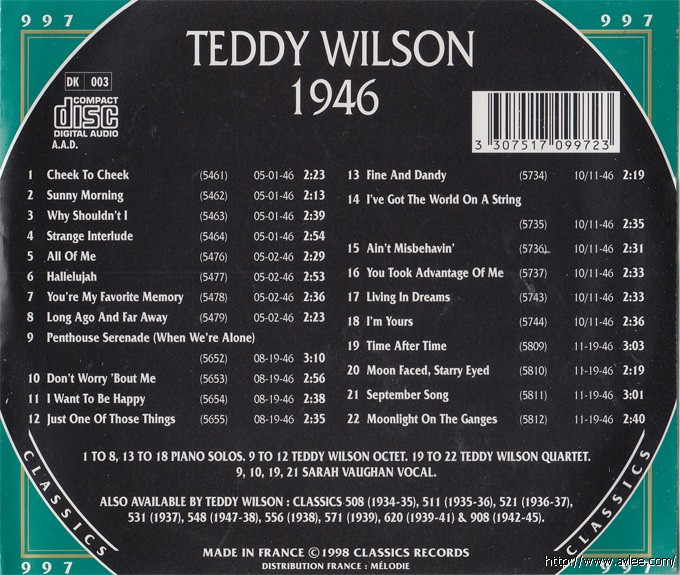 997
997
TEDDY WILSON
1946
DK 003
COMPACT
disc
DIGITAL AUDIO
A.A.D.
3 307517 099723
1 Cheek To Cheek (5461) 05-01-46 2:23
2 Sunny Morning (5462) 05-01-46 2:13
3 Why Shouldn't I (5463) 05-01-46 2:39
4 Strange Interlude (5464) 05-01-46 2:54
5 All Of Me (5476) 05-02-46 2:29
6 Hallelujah (5477) 05-02-46 2:53
7 You're My Favorite Memory (5478) 05-02-46 2:36
8 Long Ago And Far Away (5479) 05-02-46 2:23
9 Penthouse Serenade (When We're Alone)
(5652) 08-19-46 3:10
10 Don't Worry 'Bout Me (5653) 08-19-46 2:56
11 I Want To Be Happy (5654) 08-19-46 2:38
12 Just One Of Those Things (5655) 08-19-46 2:35
13 Fine And Dandy (5734) 10/11-46 2:19
14 I've Got The World On A String
(5735) 10/11-46 2:35
15 Ain't Misbehavin' (5736) 10/11-46 2:31
16 You Took Advantage Of Me (5737) 10/11-46 2:33
17 Living In Dreams (5743) 10/11-46 2:33
18 I'm Yours (5744) 10/11-46 2:36
19 Time After Time (5809) 11-19-46 3:03
20 Moon Faced, Starry Eyed (5810) 11-19-46 2:19
21 September Song (5811) 11-19-46 3:01
22 Moonlight On The Ganges (5812) 11-19-46 2:40
1 TO 8, 13 TO 18 PIANO SOLOS. 9 TO 12 TEDDY WILSON OCTET. 19 TO 22 TEDDY WILSON QUARTET.
9, 10, 19, 21 SARAH VAUGHAN VOCAL.
ALSO AVAILABLE BY TEDDY WILSON : CLASSICS 508 (1934-35), 511 (1935-36), 521 (1936-37),
531 (1937), 548 (1947-38), 556 (1938), 571 (1939), 620 (1939-41) & 908 (1942-45).
CLASSICS
CLASSICS
MADE IN FRANCE ©1998 CLASSICS RECORDS
DISTRIBUTION FRANCE : MÉLODIE
997
997
http://www.avlee.com/